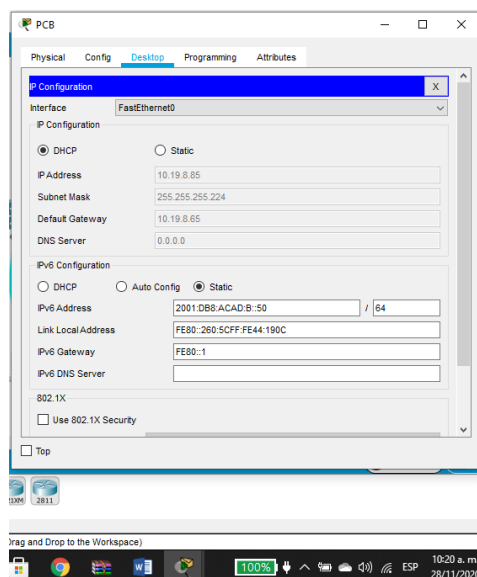 PCB
Physical Config Desktop Programming Attributes
IP Configuration X
Interface FastEthernet0
IP Configuration
DHCP Static
IP Address 10.19.8.85
Subnet Mask 255.255.255.224
Default Gateway 10.19.8.65
DNS Server 0.0.0.0
IPv6 Configuration
DHCP Auto Config Static
IPv6 Address 2001:DB8:ACAD:B::50 / 64
Link Local Address FE80::260:5CFF:FE44:190C
IPv6 Gateway FE80::1
IPv6 DNS Server
802.1X
Use 802.1X Security
Top
2811
Drag and Drop to the Workspace)
100% ESP 10:20 a. m.
28/11/2020